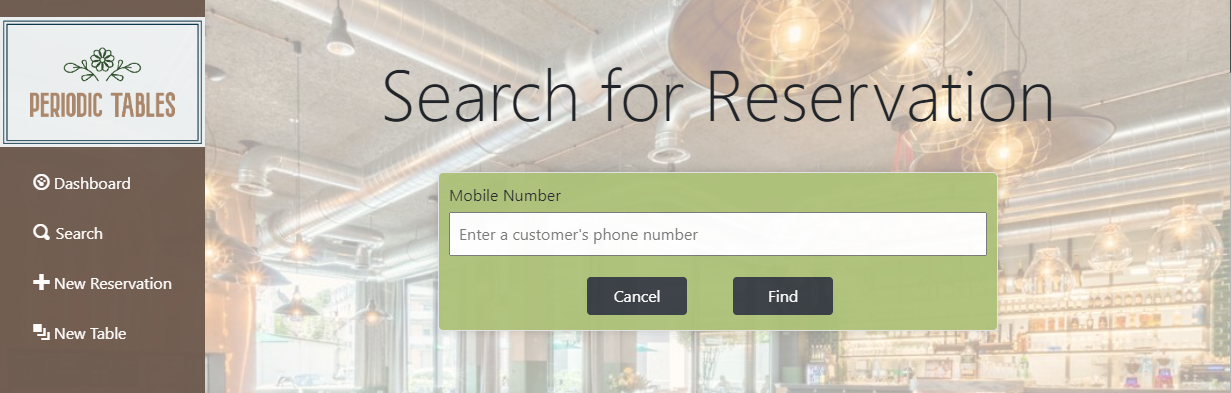 PERIODIC TABLES
Dashboard
Search
New Reservation
New Table
Search for Reservation
Mobile Number
Enter a customer's phone number
Cancel
Find